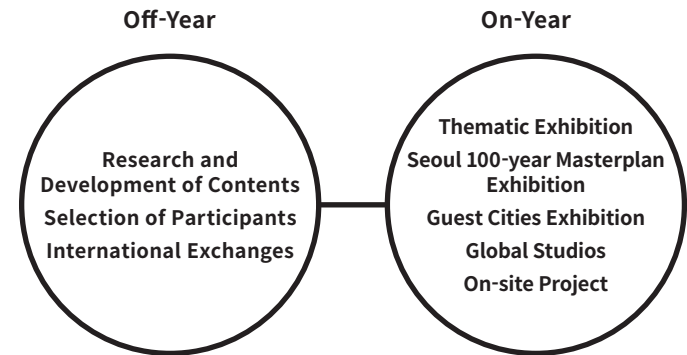 Off-Year
Research and
Development of Contents
Selection of Participants
International Exchanges
On-Year
Thematic Exhibition
Seoul 100-year Masterplan
Exhibition
Guest Cities Exhibition
Global Studios
On-site Project